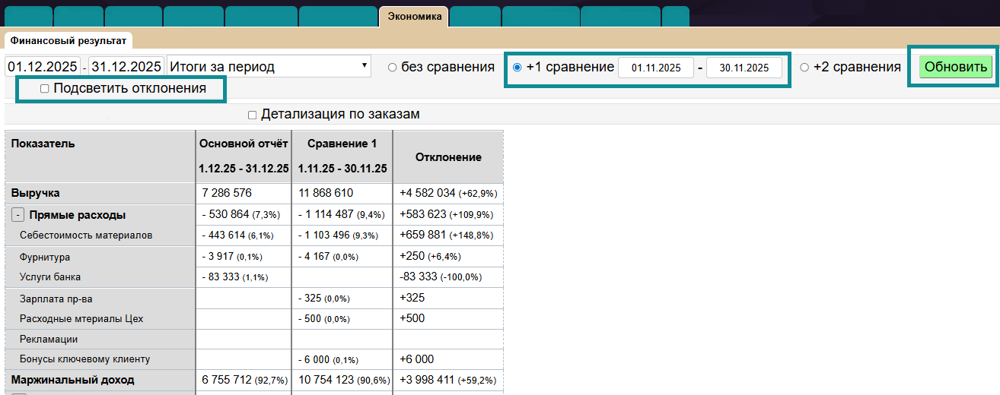 Экономика
Финансовый результат
01.12.2025 - 31.12.2025 Итоги за период без сравнения +1 сравнение 01.11.2025 - 30.11.2025 +2 сравнения Обновить
Подсветить отклонения
Детализация по заказам
Показатель Основной отчёт Сравнение 1 Отклонение
1.12.25 - 31.12.25 1.11.25 - 30.11.25
Выручка 7 286 576 11 868 610 +4 582 034 (+62,9%)
- Прямые расходы - 530 864 (7,3%) - 1 114 487 (9,4%) +583 623 (+109,9%)
Себестоимость материалов - 443 614 (6,1%) - 1 103 496 (9,3%) +659 881 (+148,8%)
Фурнитура - 3 917 (0,1%) - 4 167 (0,0%) +250 (+6,4%)
Услуги банка - 83 333 (1,1%) -83 333 (-100,0%)
Зарплата пр-ва - 325 (0,0%) +325
Расходные мтериалы Цех - 500 (0,0%) +500
Рекламации
Бонусы ключевому клиенту - 6 000 (0,1%) +6 000
Маржинальный доход 6 755 712 (92,7%) 10 754 123 (90,6%) +3 998 411 (+59,2%)